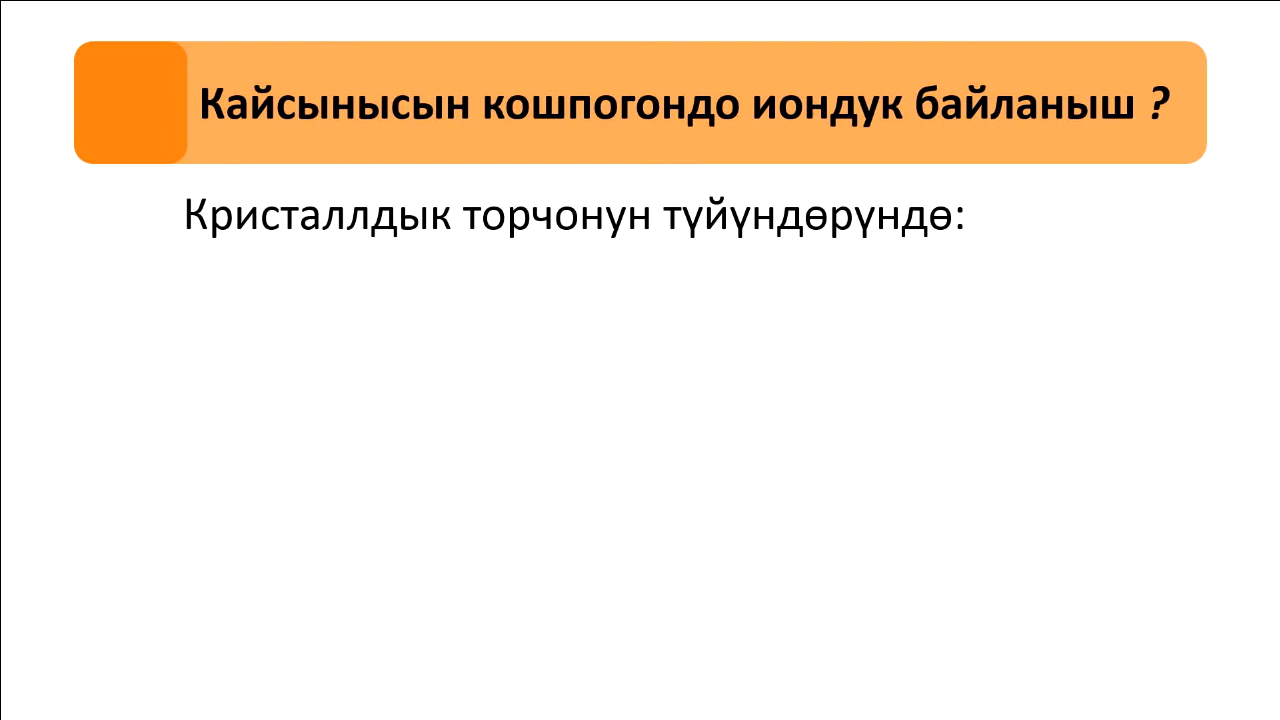 Кайсынысын кошпогондо иондук байланыш ?
Кристаллдык торчонун түйүндөрүндө: